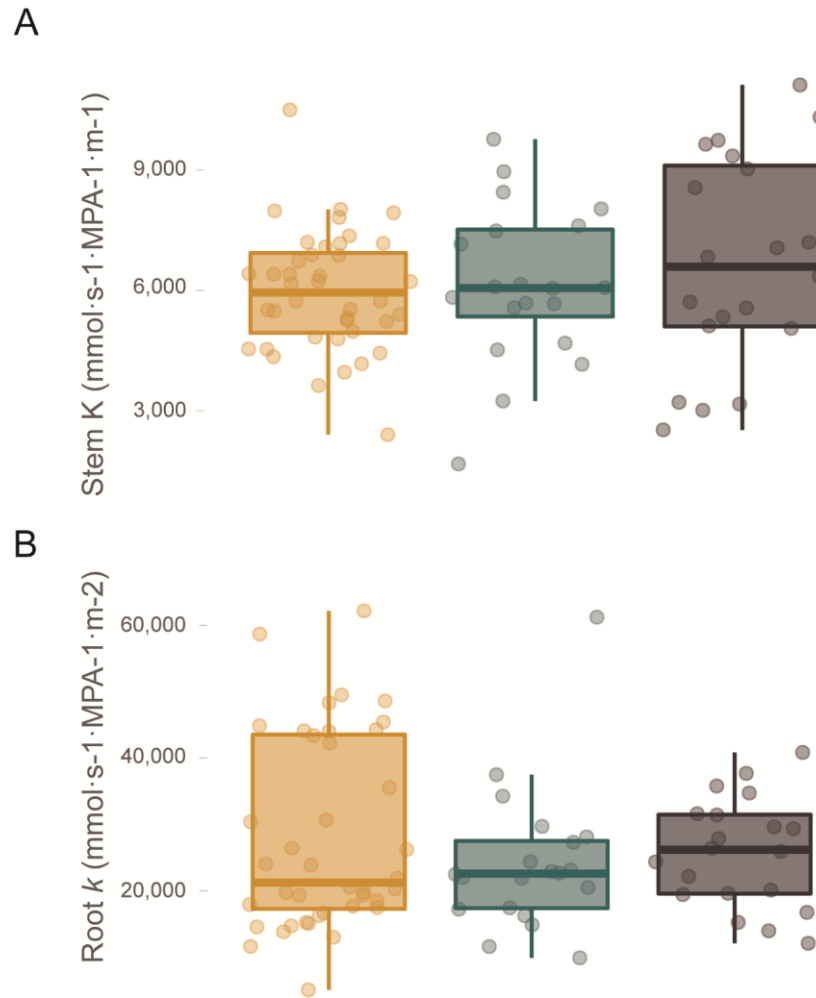 A
Stem K (mmol·s-1·MPA-1·m-1)
9,000
6,000
3,000
B
Root k (mmol·s-1·MPA-1·m-2)
60,000
40,000
20,000